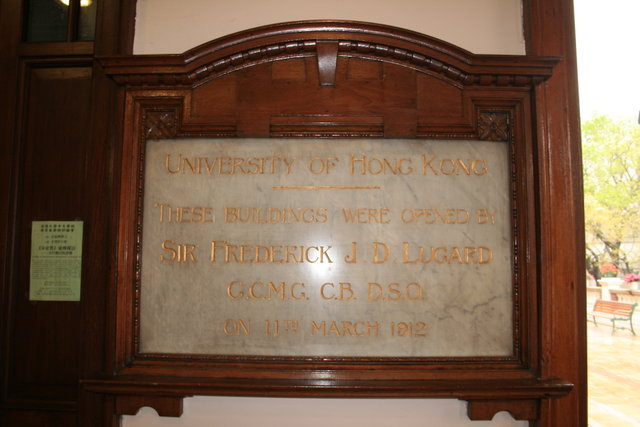 UNIVERSITY OF HONG KONG
THESE BUILDINGS WERE OPENED BY
SIR FREDERICK J. D. LUGARD
G.C.M.G. C.B. D.S.O.
ON 11TH MARCH 1912